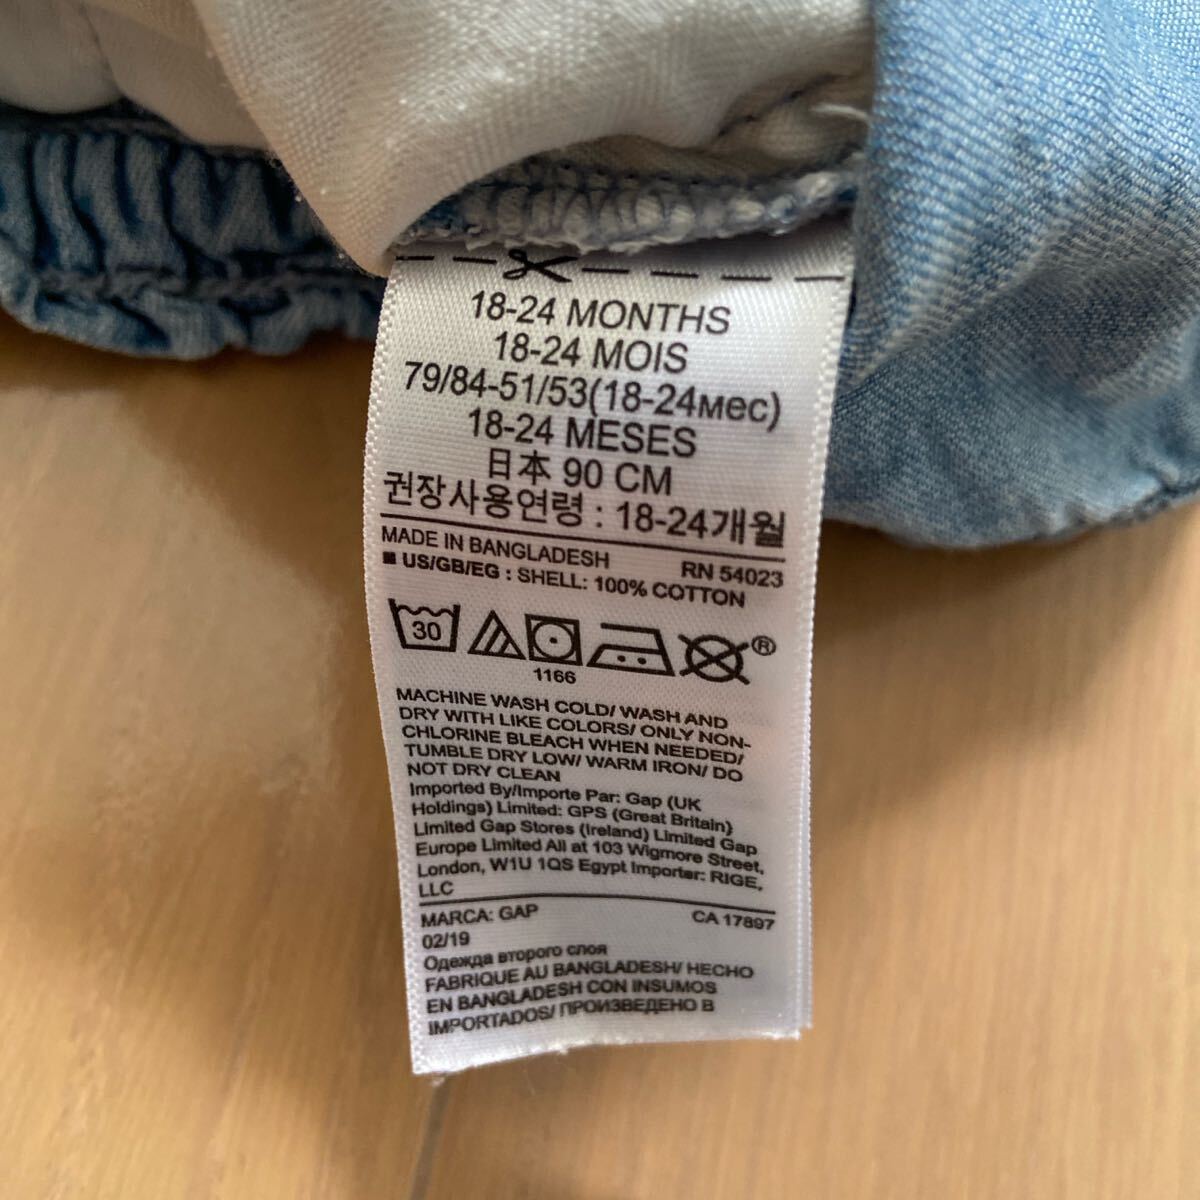 18-24 MONTHS
18-24 MOIS
79/84-51/53(18-24мес)
18-24 MESES
日本 90 CM
권장사용연령 : 18-24개월
MADE IN BANGLADESH RN 54023
■ US/GB/EG : SHELL: 100% COTTON
30 ®
1166
MACHINE WASH COLD/ WASH AND
DRY WITH LIKE COLORS/ ONLY NON-
CHLORINE BLEACH WHEN NEEDED/
TUMBLE DRY LOW/ WARM IRON/ DO
NOT DRY CLEAN
Imported By/Importe Par: Gap (UK
Holdings) Limited: GPS (Great Britain)
Limited Gap Stores (Ireland) Limited Gap
Europe Limited All at 103 Wigmore Street,
London, W1U 1QS Egypt Importer: RIGE,
LLC
MARCA: GAP CA 17897
02/19
Одежда второго слоя
FABRIQUE AU BANGLADESH/ HECHO
EN BANGLADESH CON INSUMOS
IMPORTADOS/ ПРОИЗВЕДЕНО В